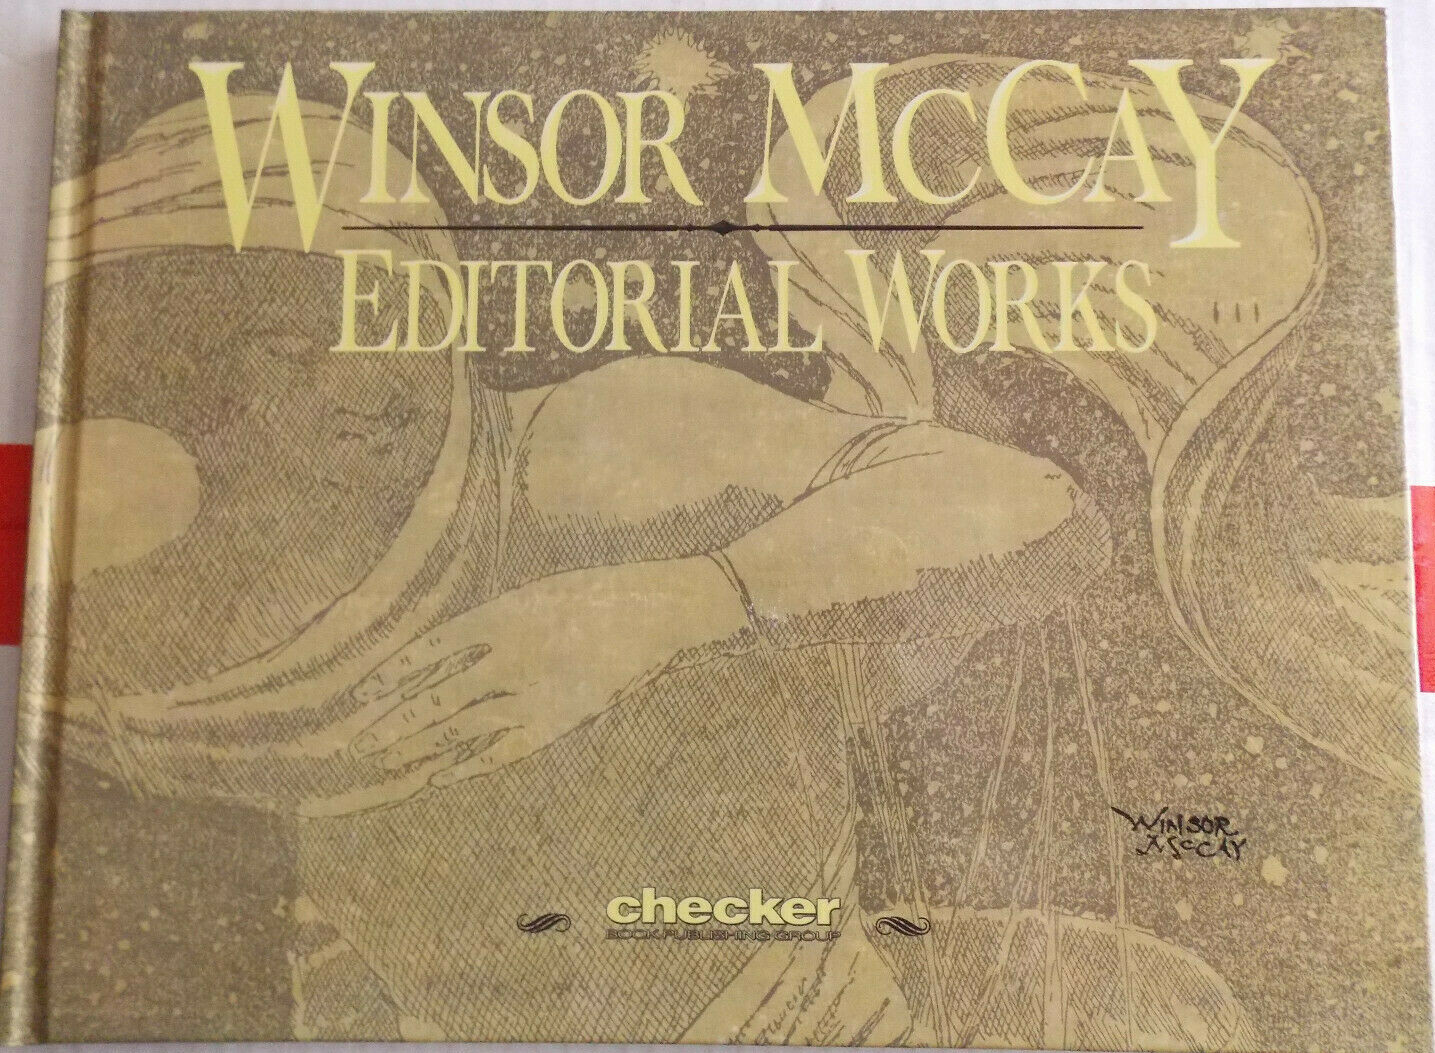 WINSOR MCCAY
EDITORIAL WORKS
WINSOR
MCCAY
checker
BOOK PUBLISHING GROUP